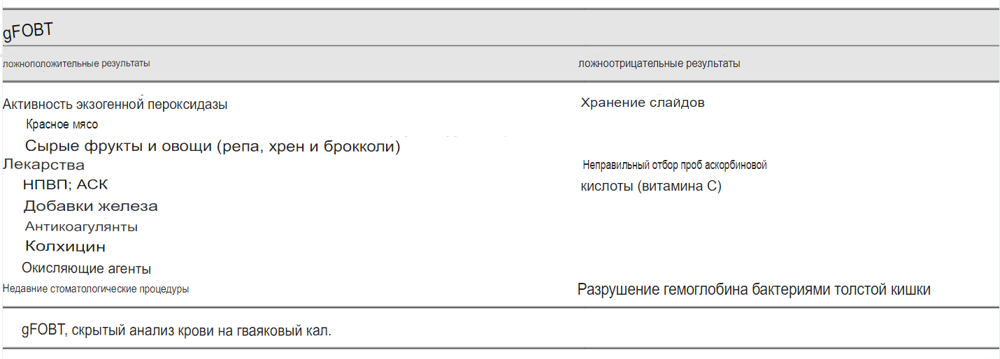 gFOBT
ложноположительные результаты
ложноотрицательные результаты
Активность экзогенной пероксидазы
Хранение слайдов
Красное мясо
Сырые фрукты и овощи (репа, хрен и брокколи)
Лекарства
Неправильный отбор проб аскорбиновой
НПВП; АСК
кислоты (витамина С)
Добавки железа
Антикоагулянты
Колхицин
Окисляющие агенты
Недавние стоматологические процедуры
Разрушение гемоглобина бактериями толстой кишки
gFOBT, скрытый анализ крови на гваяковый кал.